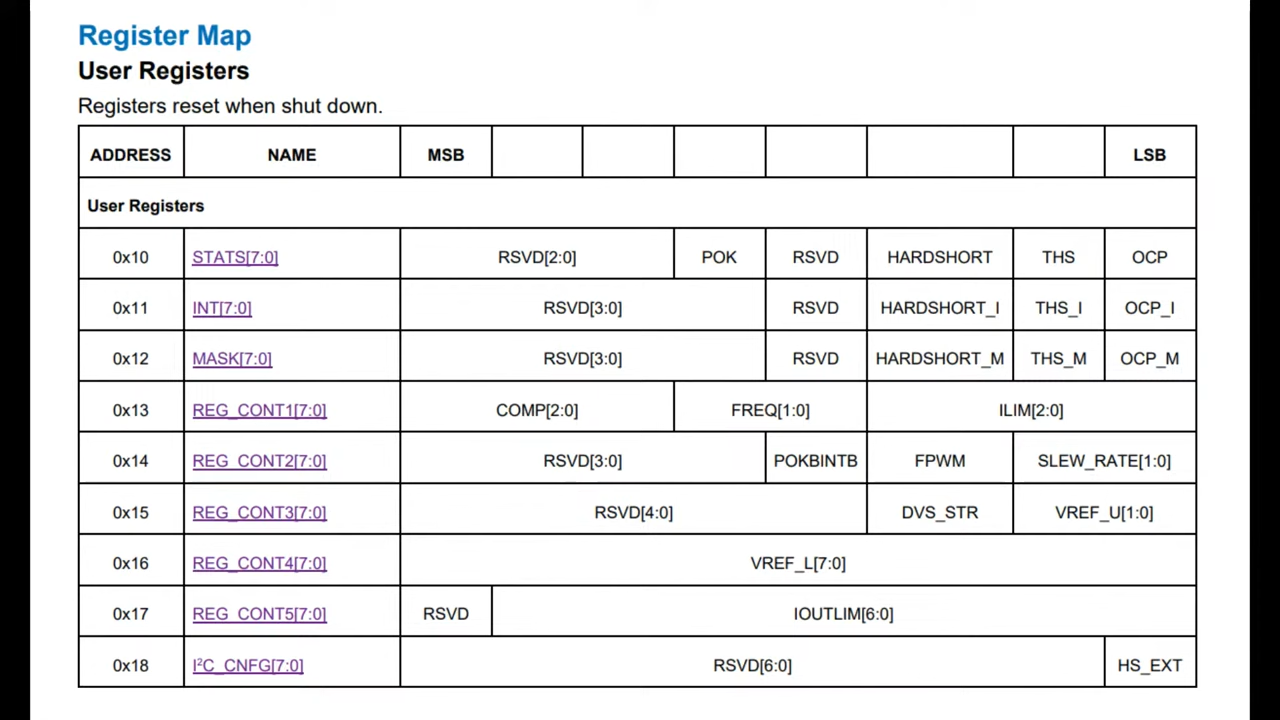 Register Map
User Registers
Registers reset when shut down.
ADDRESS NAME MSB LSB
User Registers
0x10 STATS[7:0] RSVD[2:0] POK RSVD HARDSHORT THS OCP
0x11 INT[7:0] RSVD[3:0] RSVD HARDSHORT_I THS_I OCP_I
0x12 MASK[7:0] RSVD[3:0] RSVD HARDSHORT_M THS_M OCP_M
0x13 REG_CONT1[7:0] COMP[2:0] FREQ[1:0] ILIM[2:0]
0x14 REG_CONT2[7:0] RSVD[3:0] POKBINTB FPWM SLEW_RATE[1:0]
0x15 REG_CONT3[7:0] RSVD[4:0] DVS_STR VREF_U[1:0]
0x16 REG_CONT4[7:0] VREF_L[7:0]
0x17 REG_CONT5[7:0] RSVD IOUTLIM[6:0]
0x18 I²C_CNFG[7:0] RSVD[6:0] HS_EXT